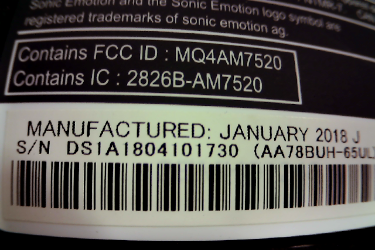 Sonic Emotion and the Sonic Emotion logo symbol are
registered trademarks of sonic emotion ag.
Contains FCC ID : MQ4AM7520
Contains IC : 2826B-AM7520
MANUFACTURED: JANUARY 2018 J
S/N DS1A1804101730 (AA78BUH-65UL